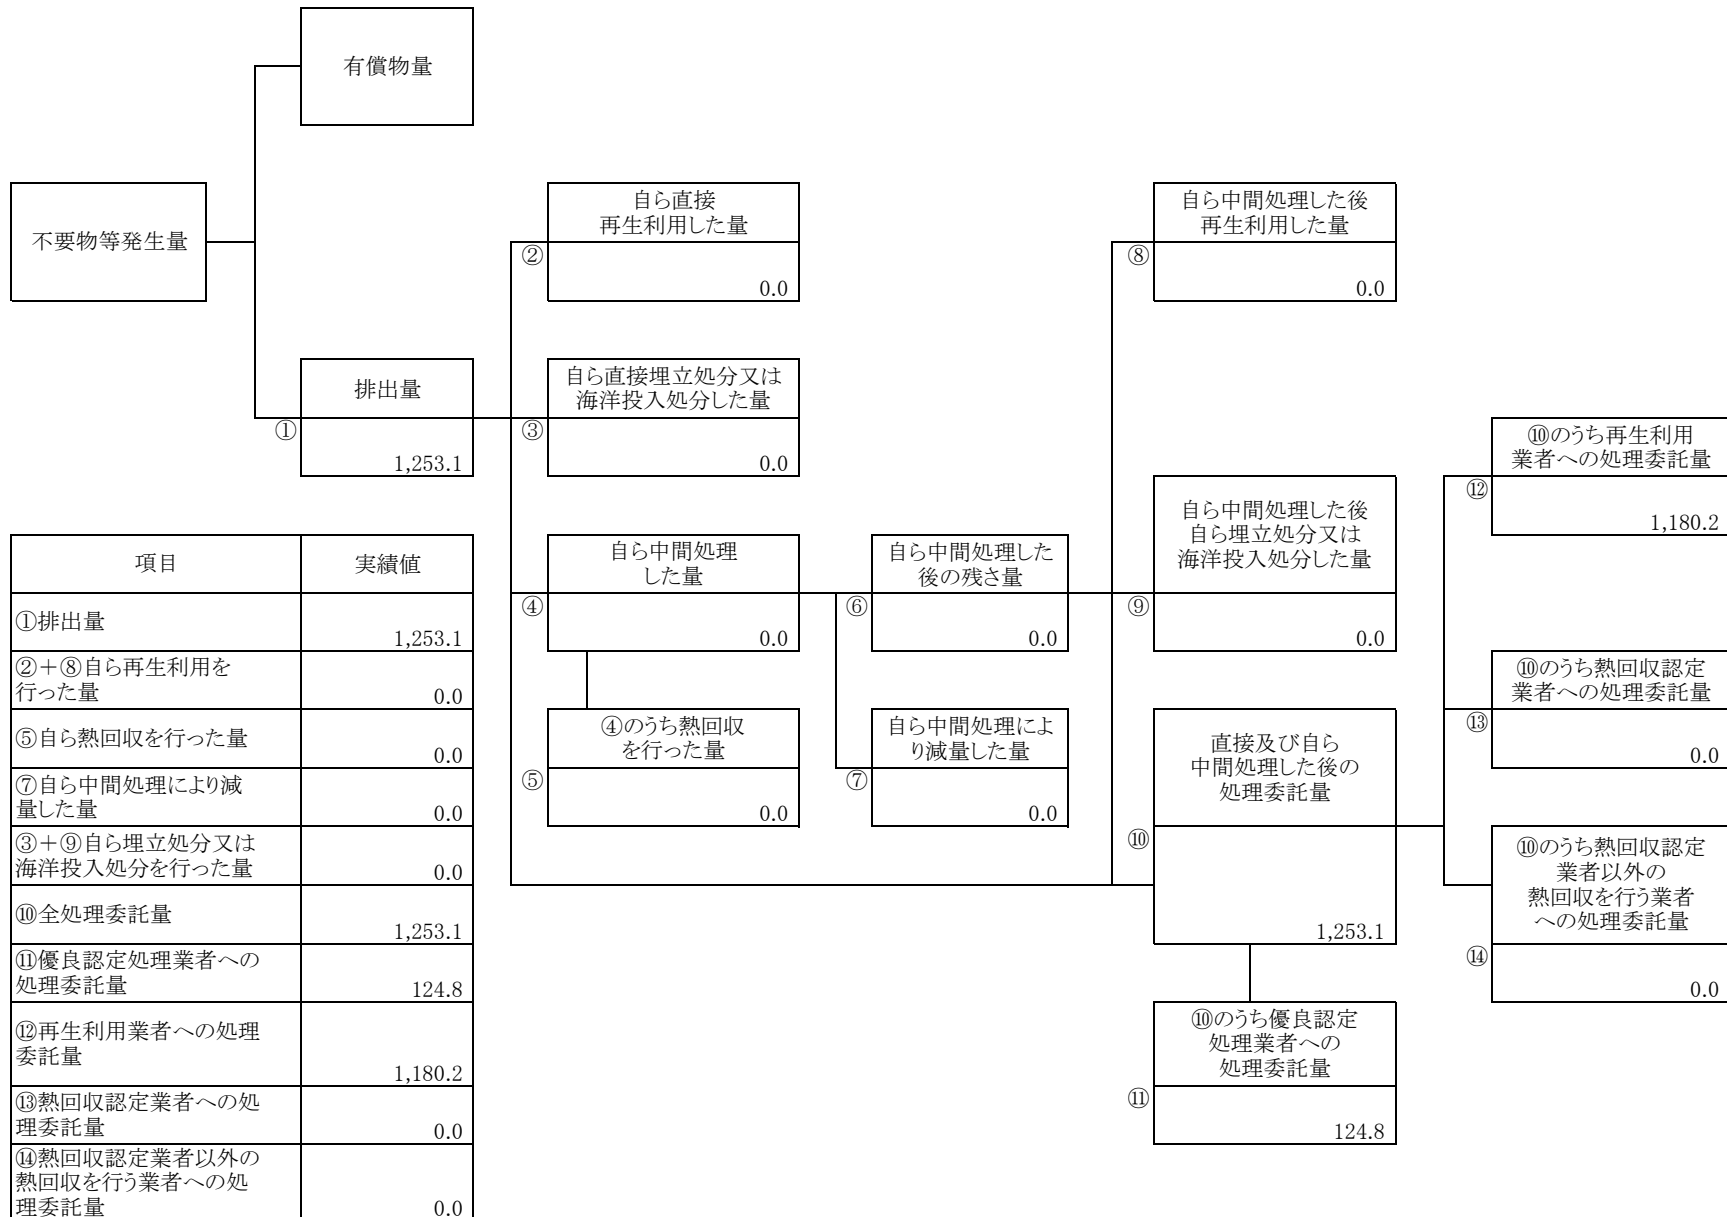 有償物量
不要物等発生量
自ら直接
再生利用した量
②
0.0
自ら中間処理した後
再生利用した量
⑧
0.0
排出量
①
1,253.1
自ら直接埋立処分又は
海洋投入処分した量
③
0.0
⑩のうち再生利用
業者への処理委託量
⑫
1,180.2
自ら中間処理
した量
④
0.0
自ら中間処理した
後の残さ量
⑥
0.0
自ら中間処理した後
自ら埋立処分又は
海洋投入処分した量
⑨
0.0
⑩のうち熱回収認定
業者への処理委託量
⑬
0.0
④のうち熱回収
を行った量
⑤
0.0
自ら中間処理によ
り減量した量
⑦
0.0
直接及び自ら
中間処理した後の
処理委託量
⑩
1,253.1
⑩のうち熱回収認定
業者以外の
熱回収を行う業者
への処理委託量
⑭
0.0
⑩のうち優良認定
処理業者への
処理委託量
⑪
124.8
項目 実績値
①排出量
1,253.1
②+⑧自ら再生利用を
行った量
0.0
⑤自ら熱回収を行った量
0.0
⑦自ら中間処理により減
量した量
0.0
③+⑨自ら埋立処分又は
海洋投入処分を行った量
0.0
⑩全処理委託量
1,253.1
⑪優良認定処理業者への
処理委託量
124.8
⑫再生利用業者への処理
委託量
1,180.2
⑬熱回収認定業者への処
理委託量
0.0
⑭熱回収認定業者以外の
熱回収を行う業者への処
理委託量
0.0